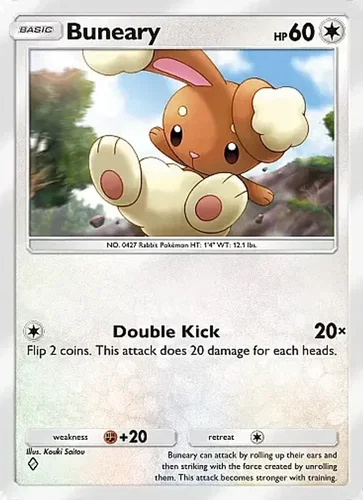 BASIC Buneary HP 60
NO. 0427 Rabbit Pokémon HT: 1'4" WT: 12.1 lbs.
Double Kick 20×
Flip 2 coins. This attack does 20 damage for each heads.
weakness +20 retreat
Illus. Kouki Saitou
Buneary can attack by rolling up their ears and
then striking with the force created by unrolling
them. This attack becomes stronger with training.